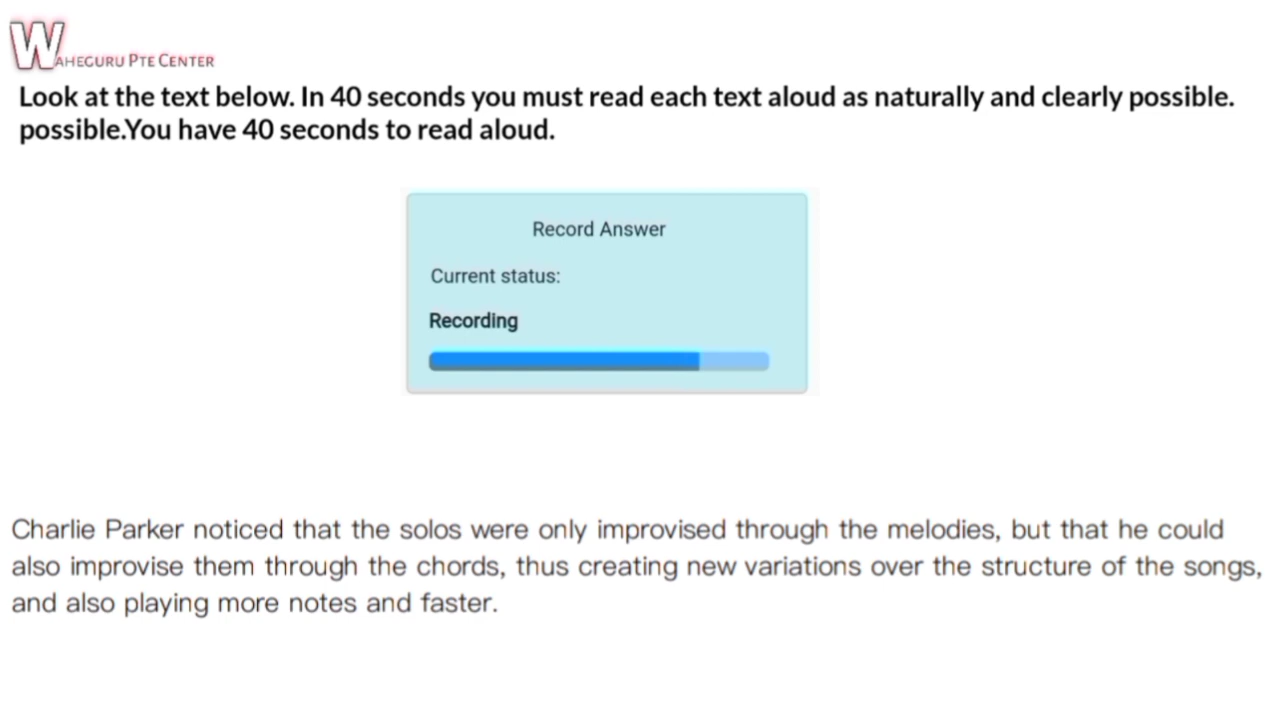 WAHEGURU PTE CENTER
Look at the text below. In 40 seconds you must read each text aloud as naturally and clearly possible.
possible.You have 40 seconds to read aloud.
Record Answer
Current status:
Recording
Charlie Parker noticed that the solos were only improvised through the melodies, but that he could
also improvise them through the chords, thus creating new variations over the structure of the songs,
and also playing more notes and faster.